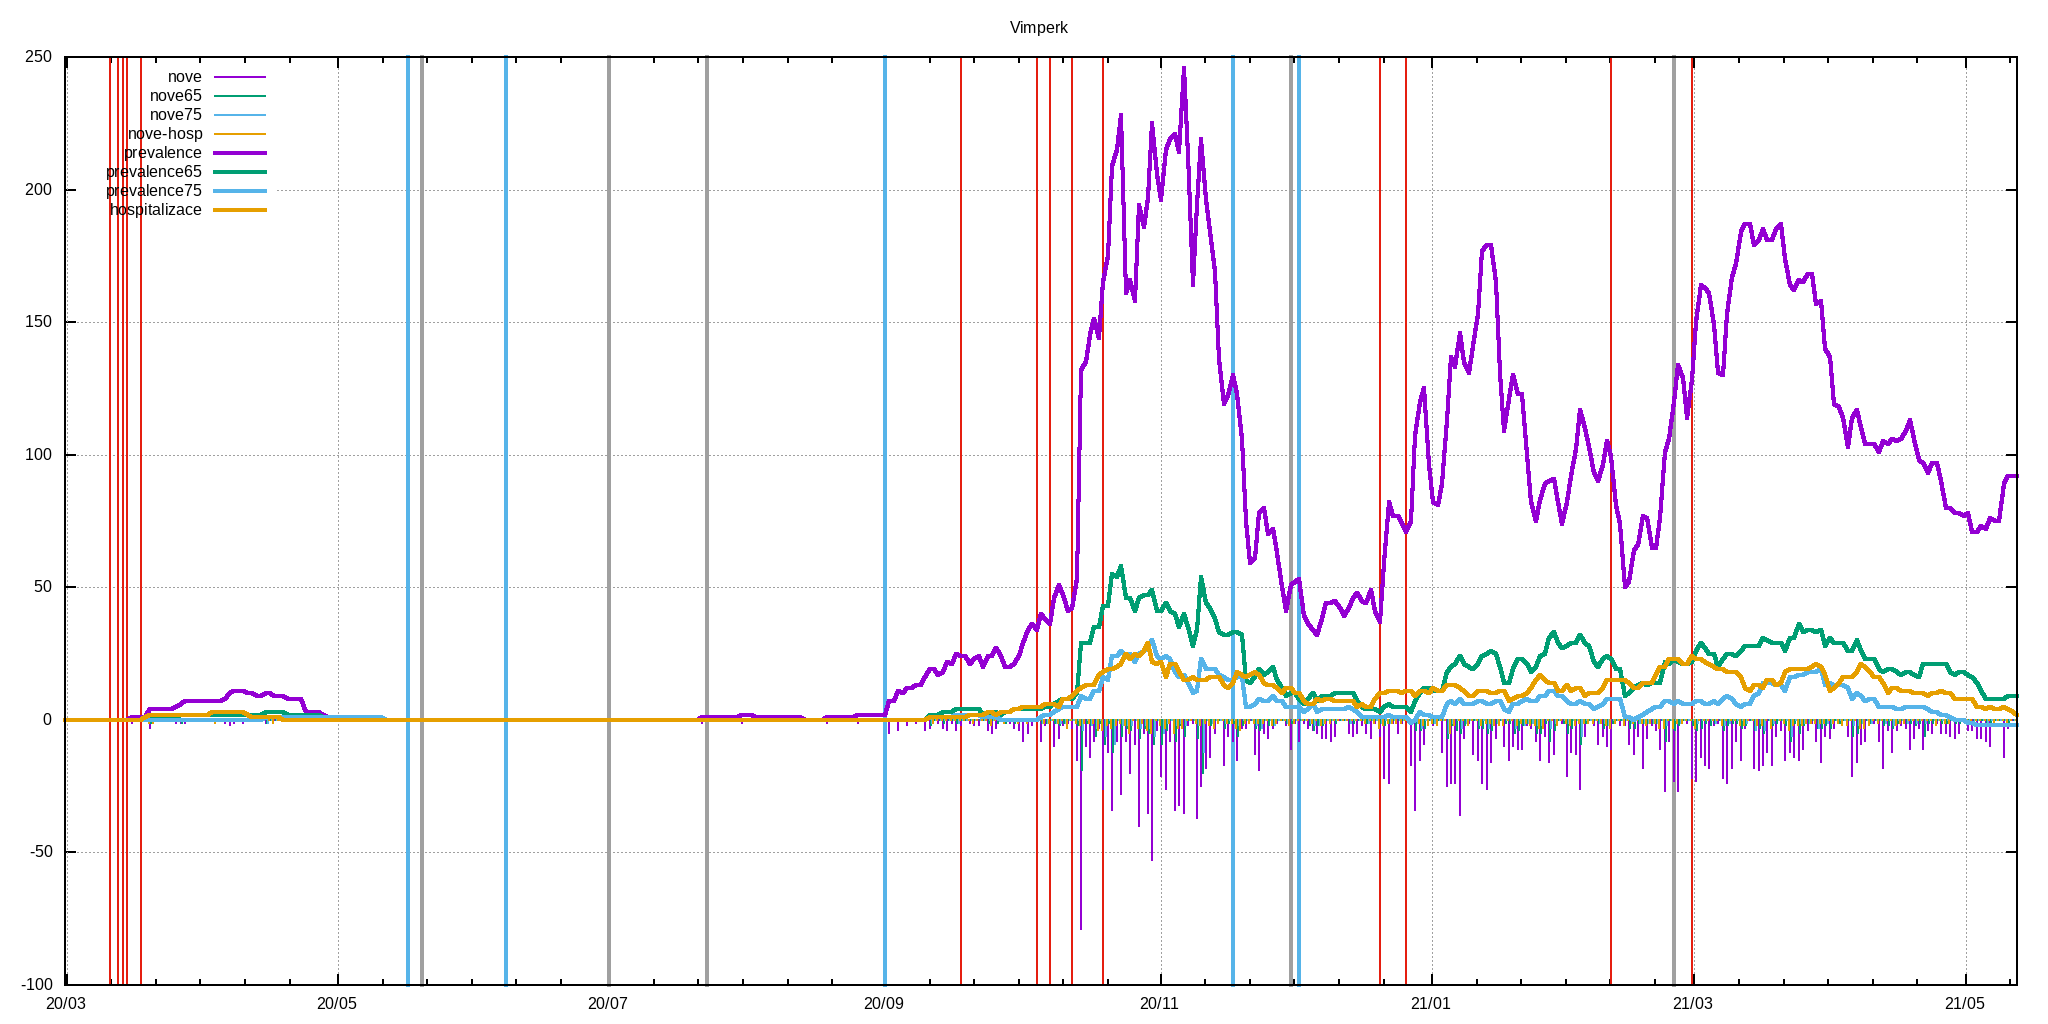 Vimperk
250
200
150
100
50
0
-50
-100
nove
nove65
nove75
nove-hosp
prevalence
prevalence65
prevalence75
hospitalizace
20/03 20/05 20/07 20/09 20/11 21/01 21/03 21/05